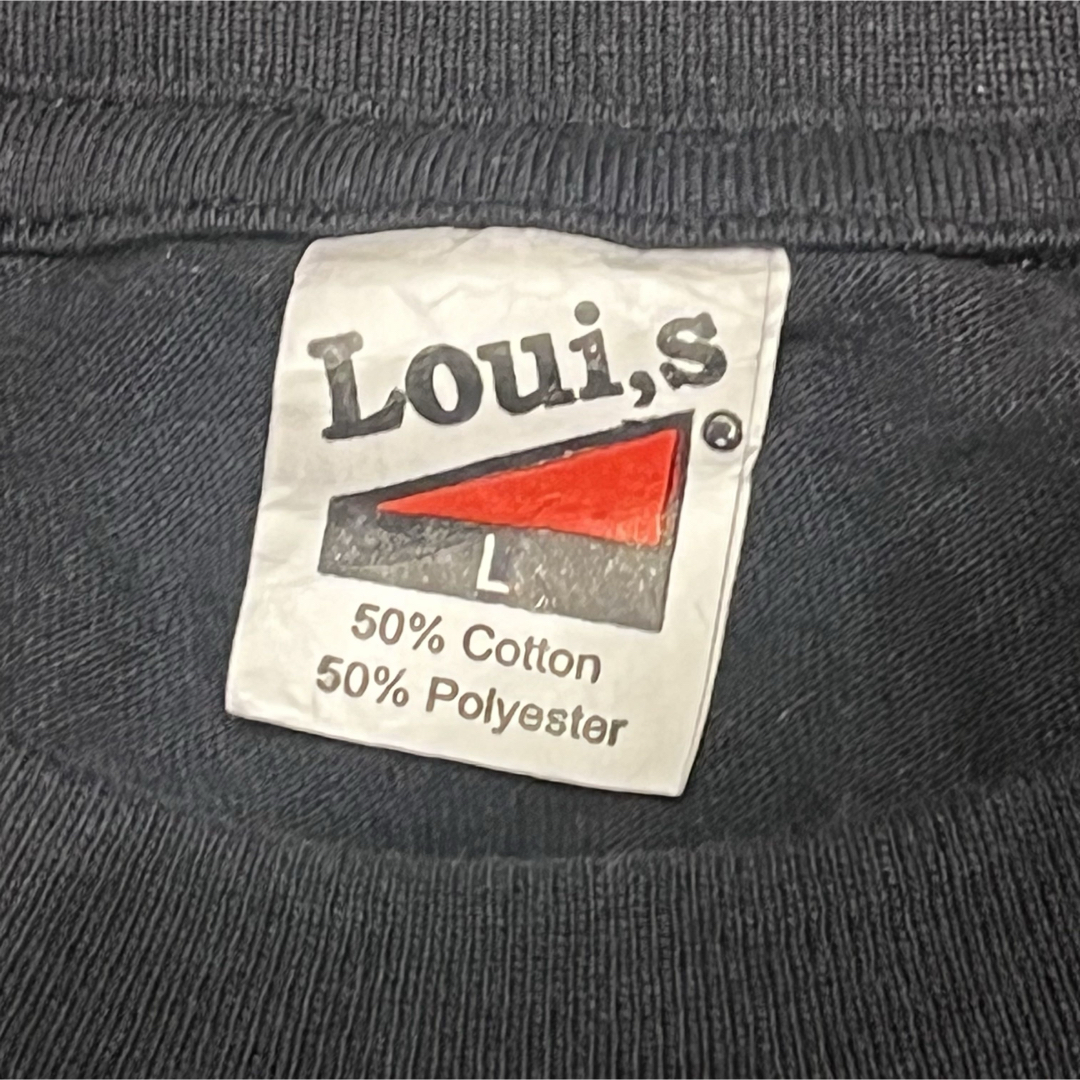 Loui,s
L
50% Cotton
50% Polyester